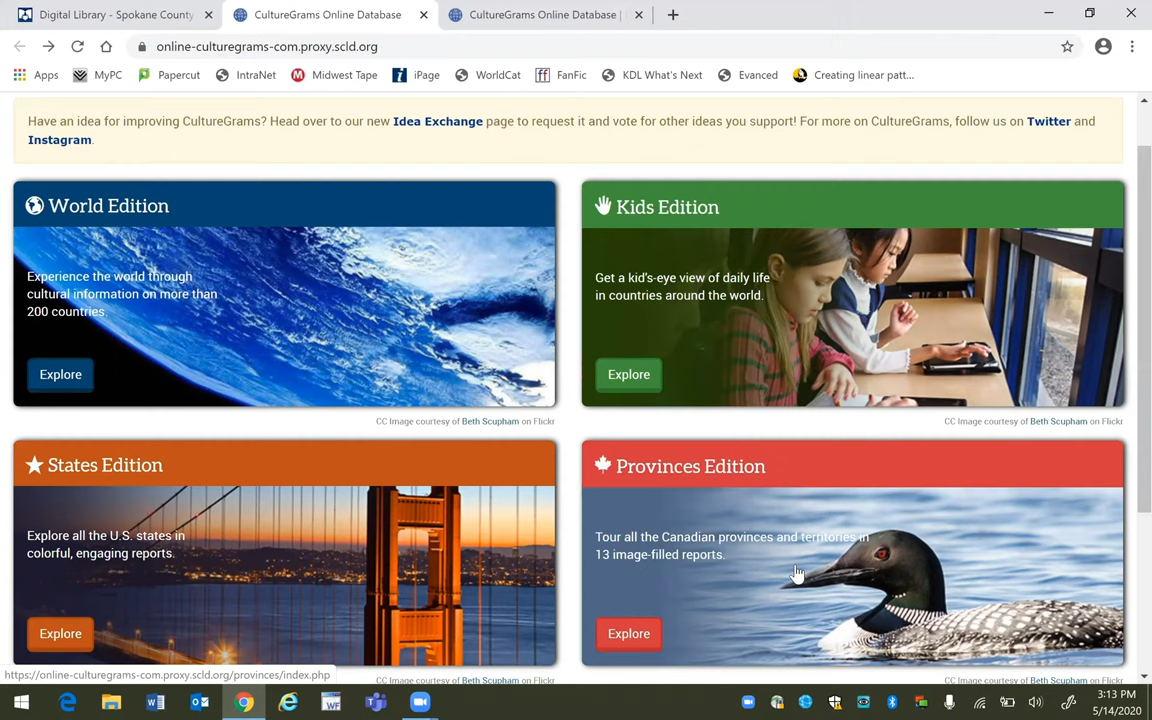 Digital Library - Spokane County
CultureGrams Online Database
CultureGrams Online Database |
online-culturegrams-com.proxy.scld.org
Apps
MyPC
Papercut
IntraNet
Midwest Tape
iPage
WorldCat
FanFic
KDL What's Next
Evanced
Creating linear patt...
Have an idea for improving CultureGrams? Head over to our new Idea Exchange page to request it and vote for other ideas you support! For more on CultureGrams, follow us on Twitter and
Instagram.
World Edition
Experience the world through
cultural information on more than
200 countries.
Explore
CC Image courtesy of Beth Scupham on Flickr
Kids Edition
Get a kid's-eye view of daily life
in countries around the world.
Explore
CC Image courtesy of Beth Scupham on Flickr
States Edition
Explore all the U.S. states in
colorful, engaging reports.
Explore
CC Image courtesy of Beth Scupham on Flickr
Provinces Edition
Tour all the Canadian provinces and territories in
13 image-filled reports.
Explore
CC Image courtesy of Beth Scupham on Flickr
https://online-culturegrams-com.proxy.scld.org/provinces/index.php
3:13 PM
5/14/2020